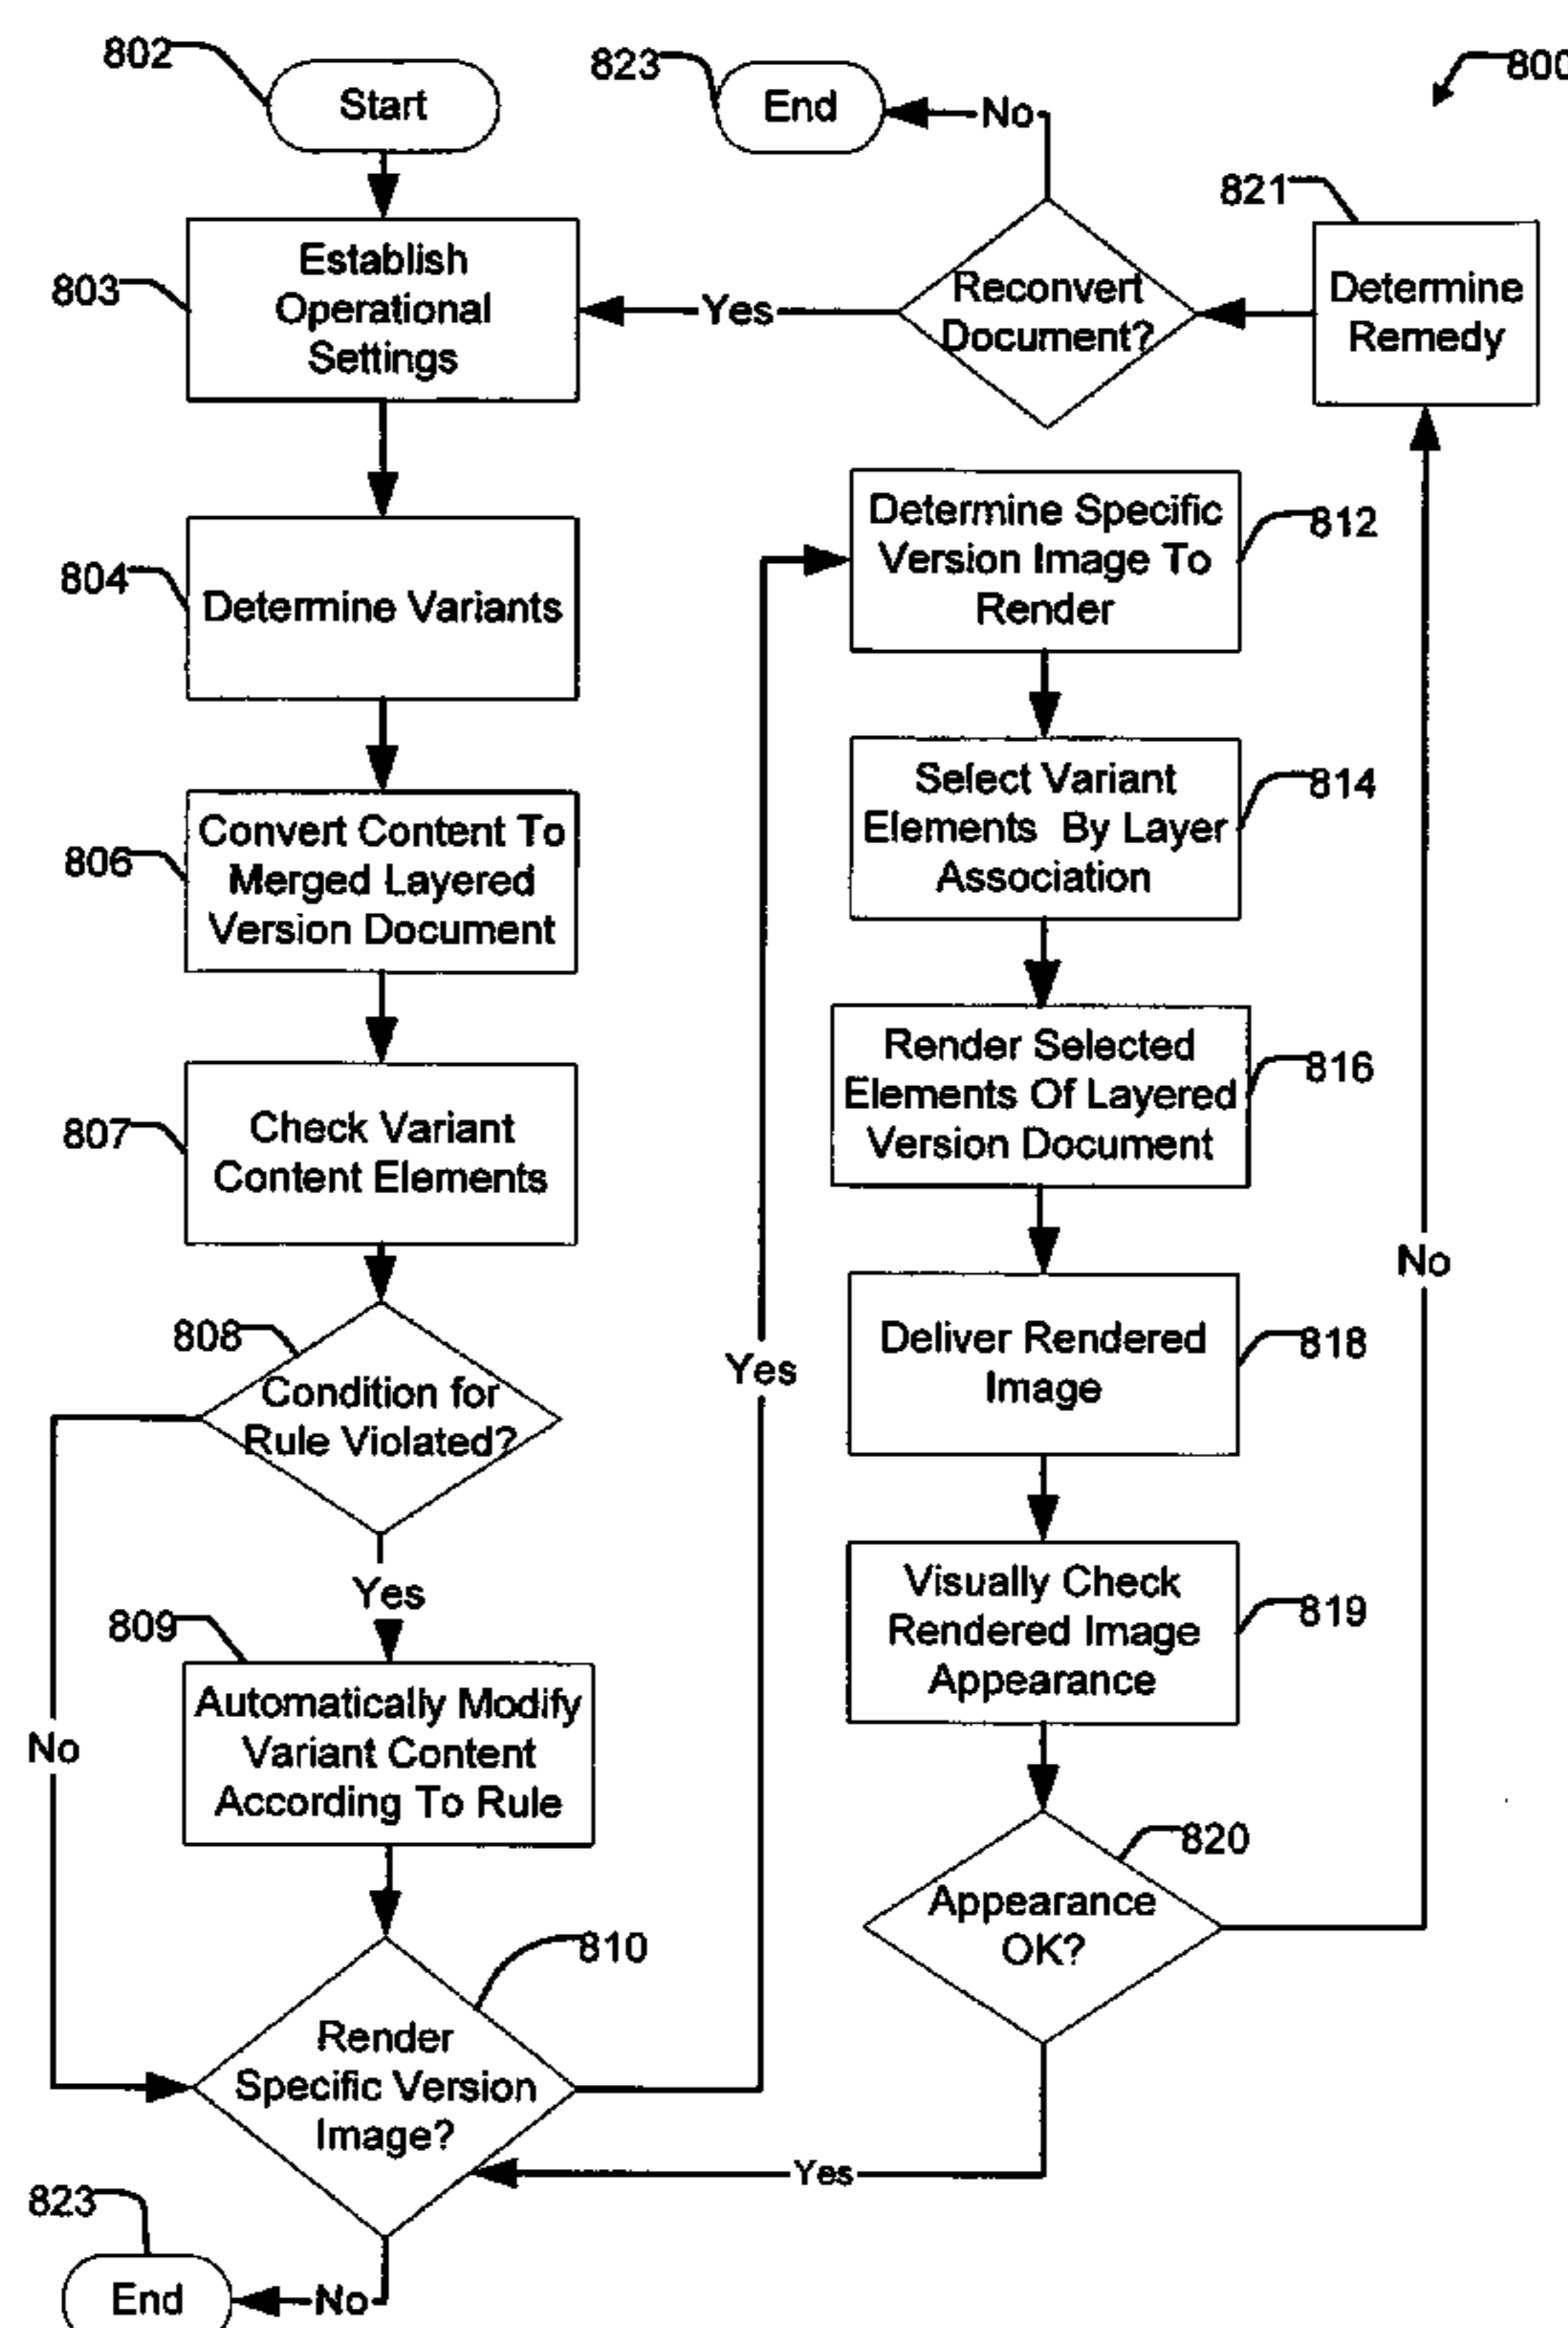 802
Start
823
End
No
800
821
803
Establish
Operational
Settings
Yes
Reconvert
Document?
Determine
Remedy
804
Determine Variants
Determine Specific
Version Image To
Render
812
806
Convert Content To
Merged Layered
Version Document
Select Variant
Elements By Layer
Association
814
807
Check Variant
Content Elements
Render Selected
Elements Of Layered
Version Document
816
808
Condition for
Rule Violated?
Yes
No
Deliver Rendered
Image
818
Yes
No
809
Automatically Modify
Variant Content
According To Rule
Visually Check
Rendered Image
Appearance
819
820
Appearance
OK?
810
Render
Specific Version
Image?
Yes
823
End
No